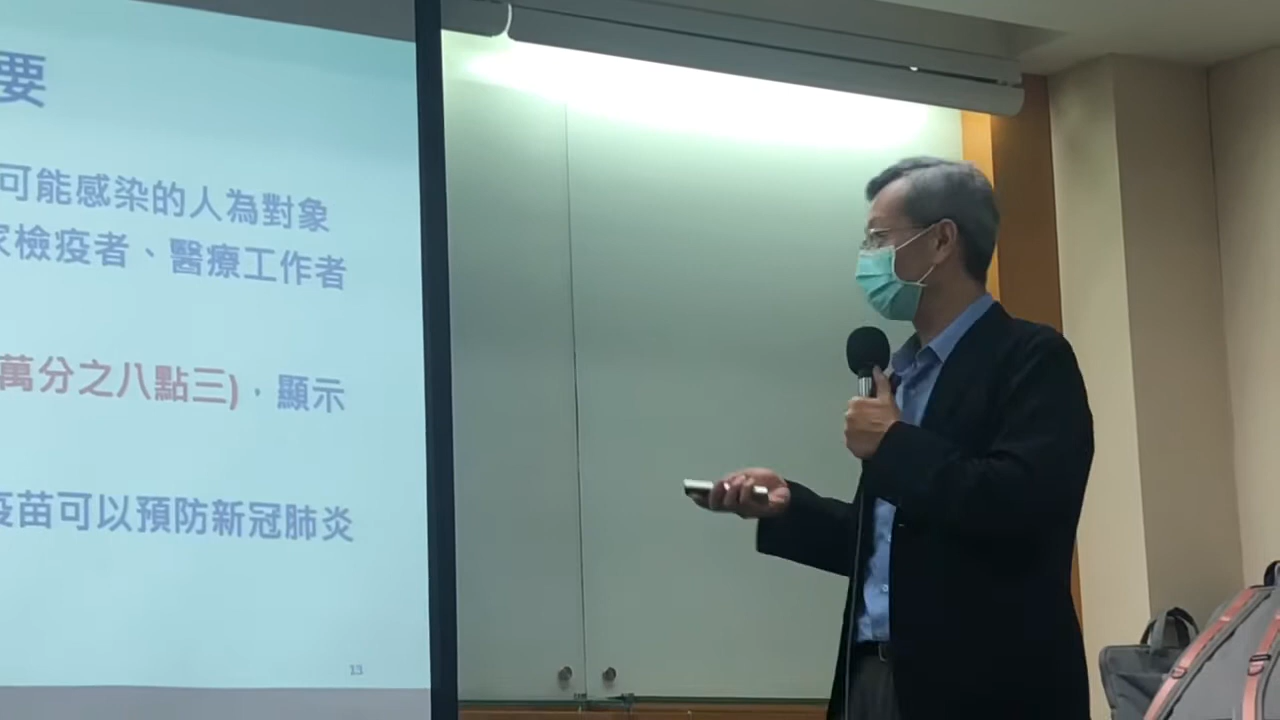 要
可能感染的人為對象
家檢疫者、醫療工作者
萬分之八點三)，顯示
疫苗可以預防新冠肺炎
13